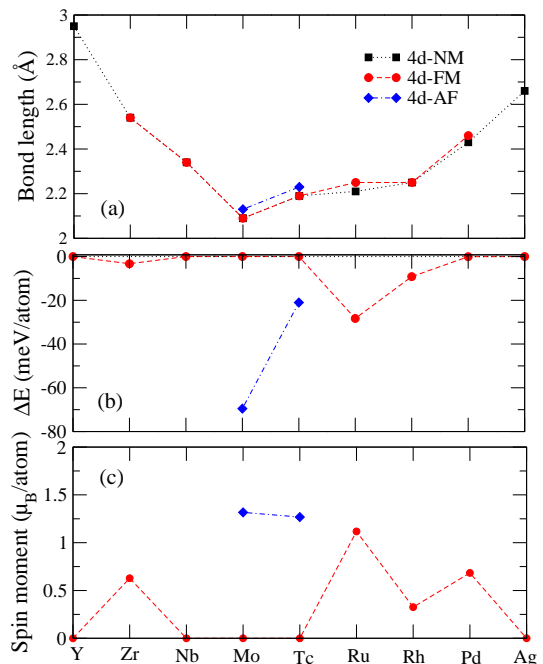 3
2.8
2.6
2.4
2.2
2
Bond length (Å)
4d-NM
4d-FM
4d-AF
(a)
0
-20
-40
-60
-80
ΔE (meV/atom)
(b)
2
1.5
1
0.5
0
Spin moment (μ_B/atom)
(c)
Y Zr Nb Mo Tc Ru Rh Pd Ag